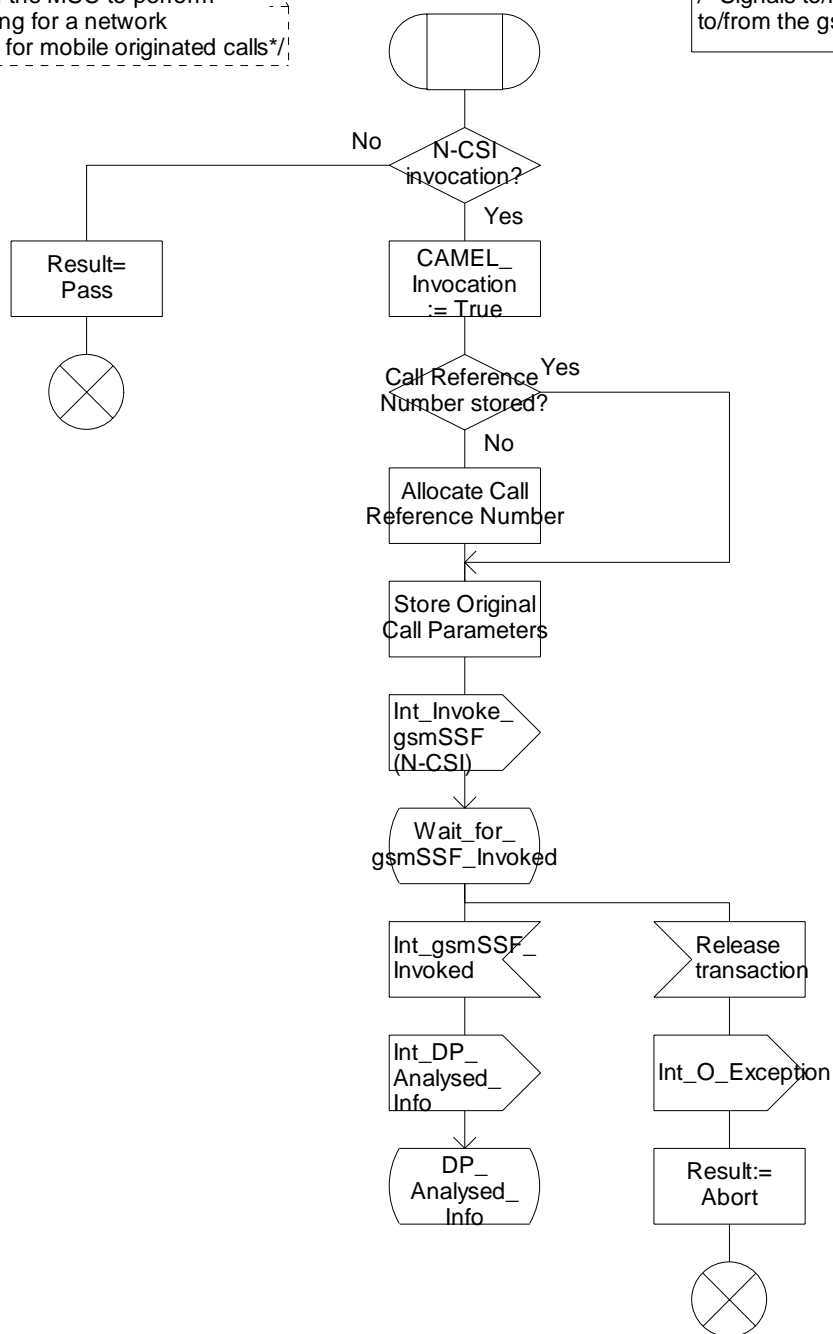 the MSC to perform
ng for a network
for mobile originated calls*/
to/from the gs
No
N-CSI
invocation?
Yes
Result=
Pass
CAMEL_
Invocation
:= True
Call Reference
Number stored?
Yes
No
Allocate Call
Reference Number
Store Original
Call Parameters
Int_Invoke_
gsmSSF
(N-CSI)
Wait_for_
gsmSSF_Invoked
Int_gsmSSF_
Invoked
Release
transaction
Int_DP_
Analysed_
Info
Int_O_Exception
DP_
Analysed_
Info
Result:=
Abort